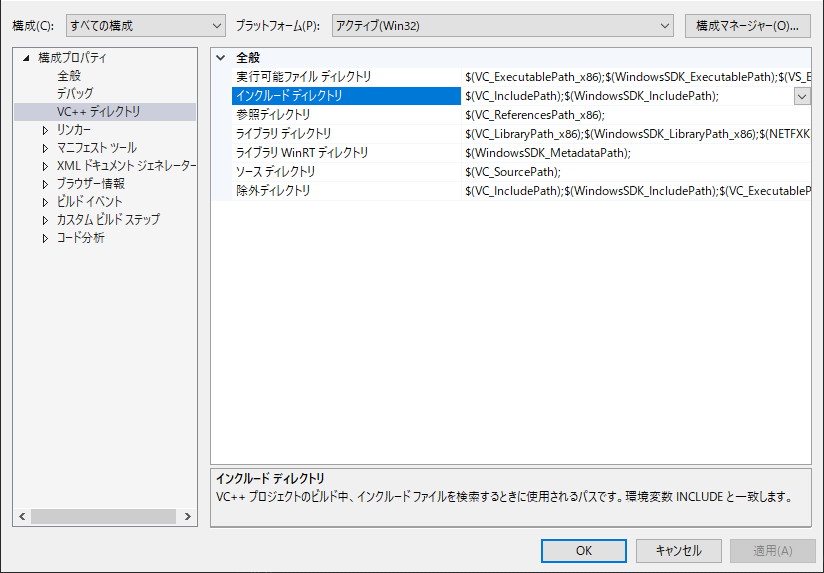 構成(C): すべての構成 プラットフォーム(P): アクティブ(Win32) 構成マネージャー(O)...
構成プロパティ
全般
デバッグ
VC++ ディレクトリ
リンカー
マニフェスト ツール
XML ドキュメント ジェネレーター
ブラウザー情報
ビルド イベント
カスタム ビルド ステップ
コード分析
全般
実行可能ファイル ディレクトリ $(VC_ExecutablePath_x86);$(WindowsSDK_ExecutablePath);$(VS_E
インクルード ディレクトリ $(VC_IncludePath);$(WindowsSDK_IncludePath);
参照ディレクトリ $(VC_ReferencesPath_x86);
ライブラリ ディレクトリ $(VC_LibraryPath_x86);$(WindowsSDK_LibraryPath_x86);$(NETFXK
ライブラリ WinRT ディレクトリ $(WindowsSDK_MetadataPath);
ソース ディレクトリ $(VC_SourcePath);
除外ディレクトリ $(VC_IncludePath);$(WindowsSDK_IncludePath);$(VC_ExecutableP
インクルード ディレクトリ
VC++ プロジェクトのビルド中、インクルード ファイルを検索するときに使用されるパスです。環境変数 INCLUDE と一致します。
OK キャンセル 適用(A)